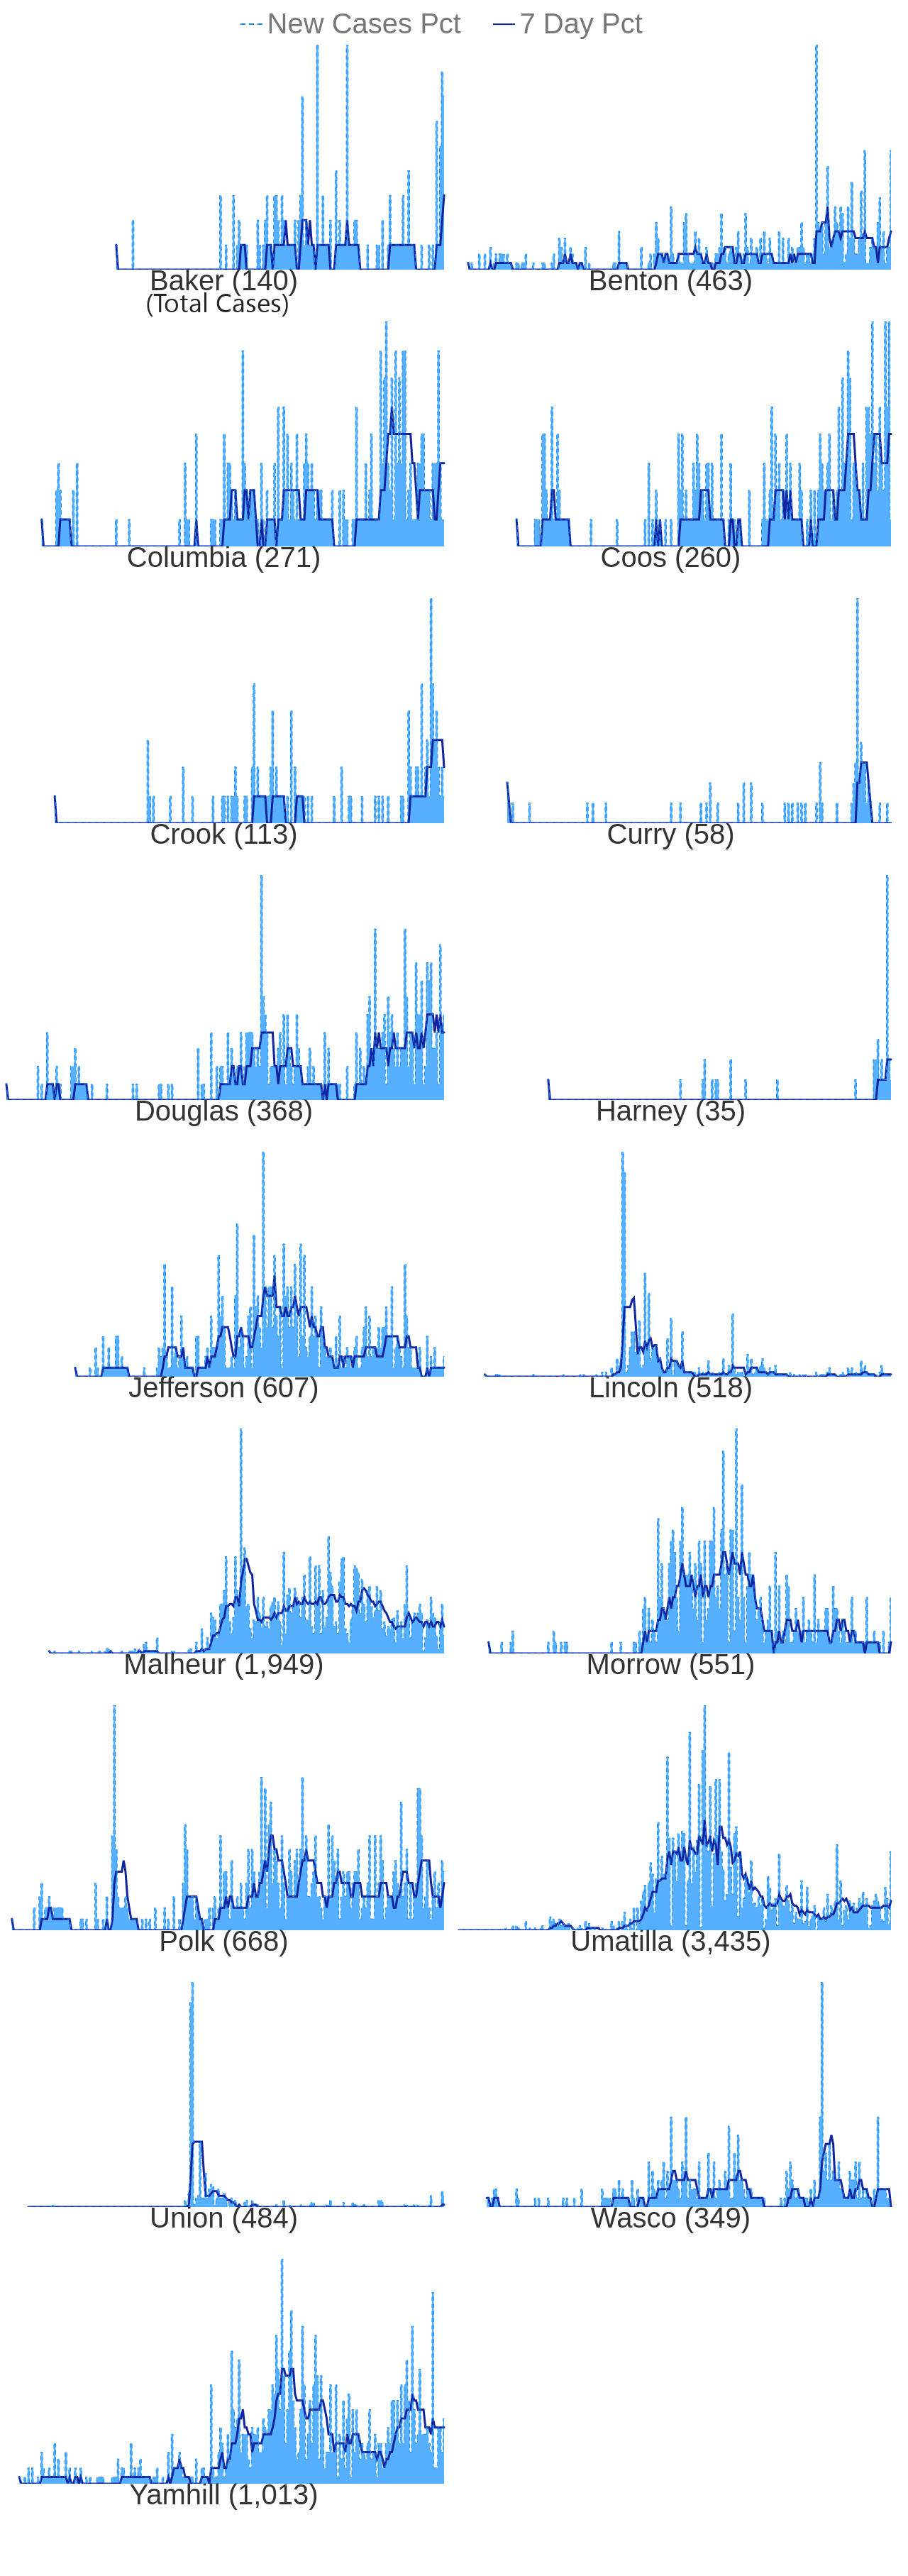 New Cases Pct 7 Day Pct
Baker (140) Benton (463)
(Total Cases)
Columbia (271) Coos (260)
Crook (113) Curry (58)
Douglas (368) Harney (35)
Jefferson (607) Lincoln (518)
Malheur (1,949) Morrow (551)
Polk (668) Umatilla (3,435)
Union (484) Wasco (349)
Yamhill (1,013)